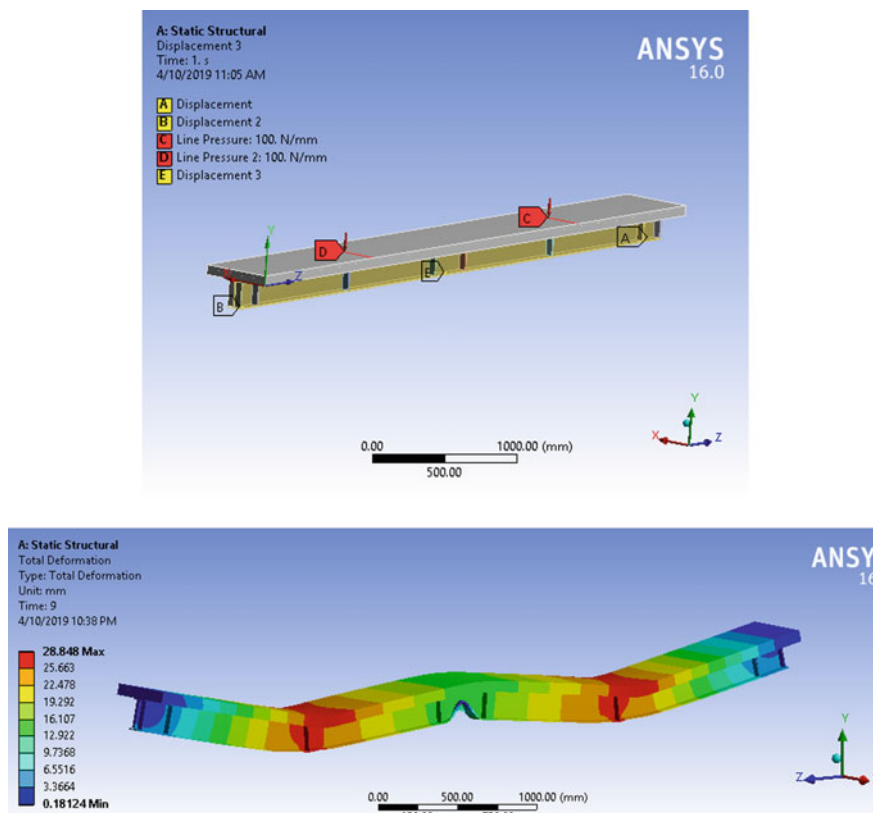 A: Static Structural
Displacement 3
Time: 1. s
4/10/2019 11:05 AM
ANSYS
16.0
A Displacement
B Displacement 2
C Line Pressure: 100. N/mm
D Line Pressure 2: 100. N/mm
E Displacement 3
C
D
A
E
B
Y
Z
Y
X
Z
0.00
1000.00 (mm)
500.00
A: Static Structural
Total Deformation
Type: Total Deformation
Unit: mm
Time: 9
4/10/2019 10:38 PM
ANSY
16
28.848 Max
25.663
22.478
19.292
16.107
12.922
9.7368
6.5516
3.3664
0.18124 Min
Y
Z
0.00
500.00
1000.00 (mm)